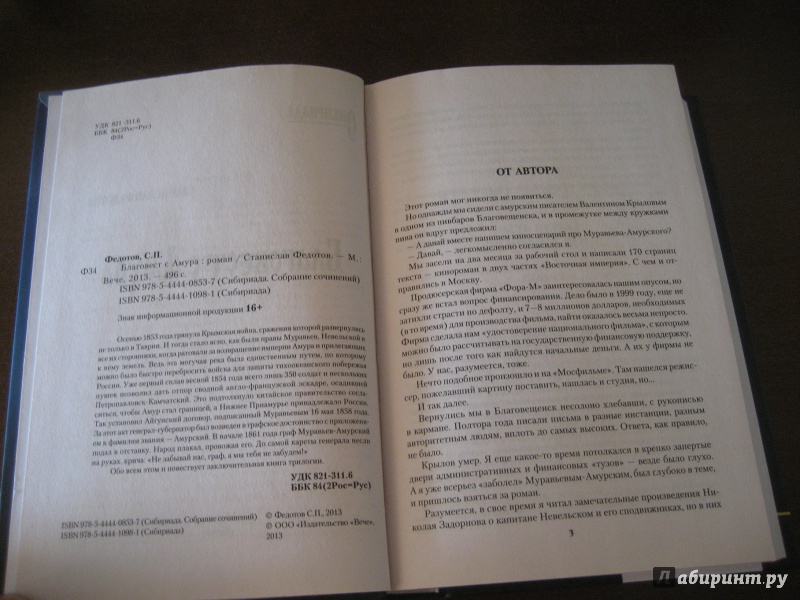 УДК 821-311.6
ББК 84(2Рос=Рус)
Ф34
Федотов, С.П.
Ф34 Благовест с Амура : роман / Станислав Федотов. — М. :
Вече, 2013. — 496 с.
ISBN 978-5-4444-0853-7 (Сибириада. Собрание сочинений)
ISBN 978-5-4444-1098-1 (Сибириада)
Знак информационной продукции 16+
Осенью 1853 года грянула Крымская война, сражения которой развернулись
не только в Тавриде. И тогда стало ясно, как были правы Муравьев, Невельской и
все их сторонники, когда ратовали за возвращение империи Амура и прилегающих
к нему земель. Ведь эта могучая река была единственным путем, по которому
можно было быстро перебросить войска для защиты тихоокеанского побережья
России. Уже первый сплав весной 1854 года всего лишь 350 солдат и нескольких
пушек позволил дать отпор сводной англо-французской эскадре, осадившей
Петропавловск-Камчатский. Это подтолкнуло китайское правительство согла-
ситься, чтобы Амур стал границей, а Нижнее Приамурье принадлежало России.
Так установил Айгунский договор, подписанный Муравьевым 16 мая 1858 года.
За этот акт генерал-губернатор был возведен в графское достоинство с приложени-
ем к фамилии звания — Амурский. В начале 1861 года граф Муравьев-Амурский
подал в отставку. Народ плакал, провожая его. До самой кареты генерала несли
на руках, крича: «Не забывай нас, граф, а мы тебя не забудем!»
Обо всем этом и повествует заключительная книга трилогии.
УДК 821-311.6
ББК 84(2Рос=Рус)
ISBN 978-5-4444-0853-7 (Сибириада. Собрание сочинений)
ISBN 978-5-4444-1098-1 (Сибириада)
© Федотов С.П., 2013
© ООО «Издательство «Вече»,
2013
ОТ АВТОРА
Этот роман мог никогда не появиться.
Но однажды мы сидели с амурским писателем Валентином Крыловым
в одном из пивбаров Благовещенска, и в промежутке между кружками
пива он вдруг предложил:
— А давай вместе напишем киносценарий про Муравьева-Амурского?
— Давай, — легкомысленно согласился я.
Мы засели на два месяца за рабочий стол и написали 170 страниц
текста — кинороман в двух частях «Восточная империя». С чем и от-
правились в Москву.
Продюсерская фирма «Фора-М» заинтересовалась нашим опусом, но
сразу же встал вопрос финансирования. Дело было в 1999 году, еще не
затихли страсти по дефолту, и 7—8 миллионов долларов, необходимых
(в то время) для производства фильма, найти оказалось весьма непросто.
Фирма сделала нам «удостоверение национального фильма», с которым
можно было рассчитывать на государственную финансовую поддержку,
но лишь после того как найдутся начальные деньги. А их у фирмы не
было. У нас, разумеется, тоже.
Нечто подобное произошло и на «Мосфильме». Там нашелся режис-
сер, пожелавший картину поставить, нашлась и студия, но...
И так далее.
Вернулись мы в Благовещенск несолоно хлебавши, с рукописью
в кармане. Полтора года писали письма в разные инстанции, разным
авторитетным людям, вплоть до самых высоких. Ответа, как правило,
не было.
Крылов умер. Я еще какое-то время потолкался в крепко запертые
двери административных и финансовых «тузов» — везде было глухо.
А я уже всерьез «заболел» Муравьевым-Амурским, был глубоко в теме,
и пришлось взяться за роман.
Разумеется, в свое время я читал замечательные произведения Ни-
колая Задорнова о капитане Невельском и его сподвижниках, но в них
3
Лабиринт.ру